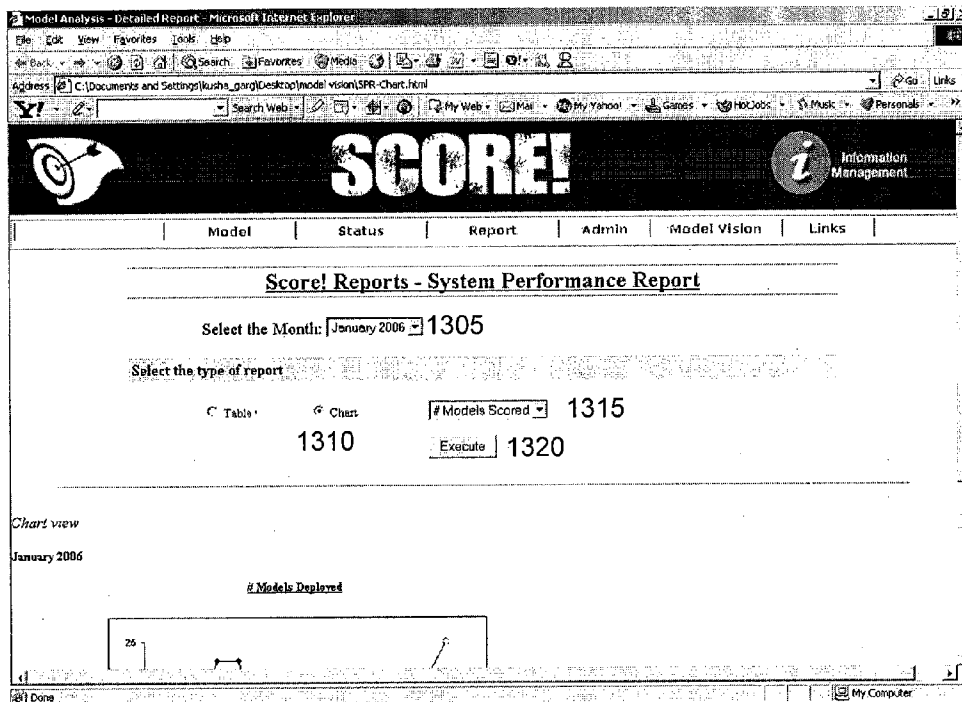 Model Analysis - Detailed Report - Microsoft Internet Explorer
File Edit View Favorites Tools Help
Back Search Favorites Media
Address C:\Documents and Settings\kusha_garg\Desktop\model vision\SPR-Chart.html Go Links
Y! Search Web My Web Mail My Yahoo! Games HotJobs Music Personals
SCORE!
i Information Management
Model Status Report Admin Model Vision Links
Score! Reports - System Performance Report
Select the Month: January 2006 1305
Select the type of report
Table Chart # Models Scored 1315
1310 Execute 1320
Chart view
January 2006
# Models Deployed
26
Done My Computer